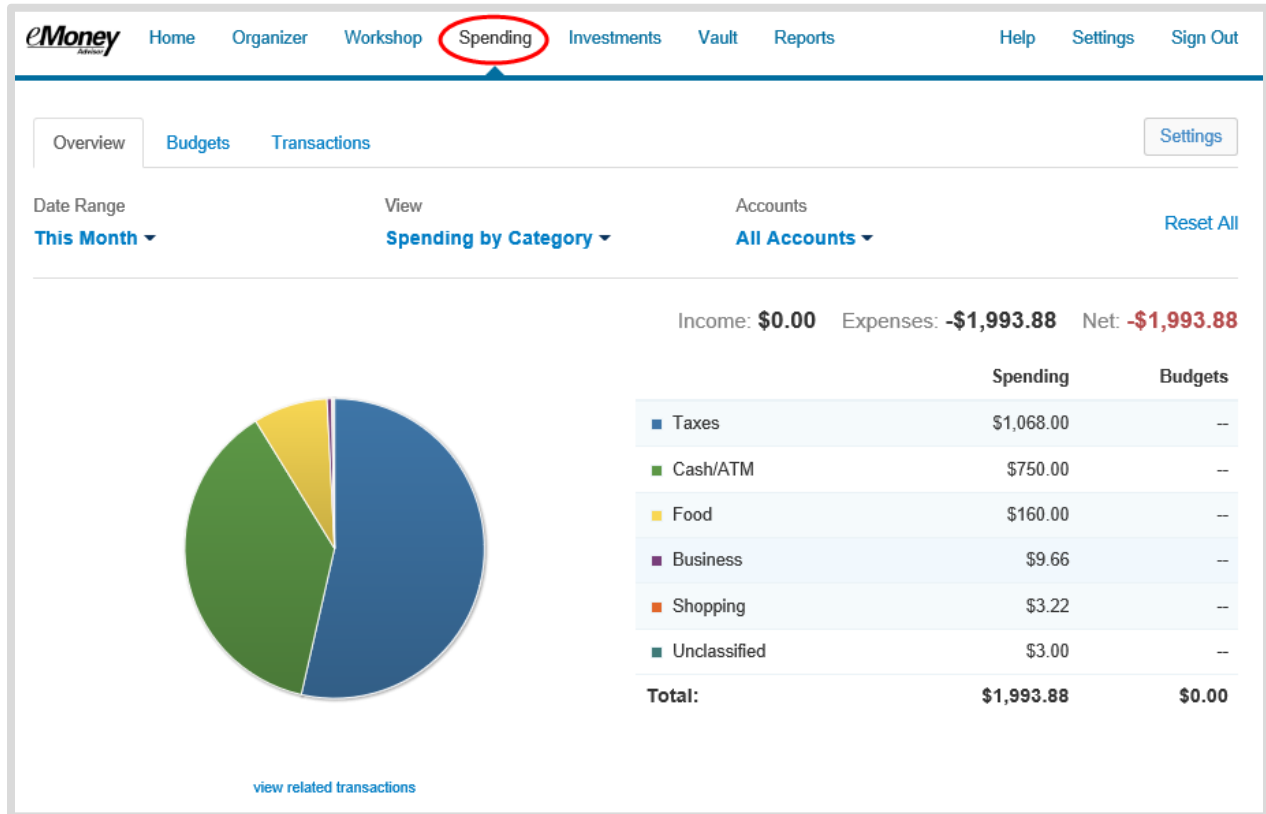 eMoney Advisor Home Organizer Workshop Spending Investments Vault Reports Help Settings Sign Out
Overview Budgets Transactions Settings
Date Range View Accounts
This Month Spending by Category All Accounts Reset All
Income: $0.00 Expenses: -$1,993.88 Net: -$1,993.88
Spending Budgets
Taxes $1,068.00 --
Cash/ATM $750.00 --
Food $160.00 --
Business $9.66 --
Shopping $3.22 --
Unclassified $3.00 --
Total: $1,993.88 $0.00
view related transactions